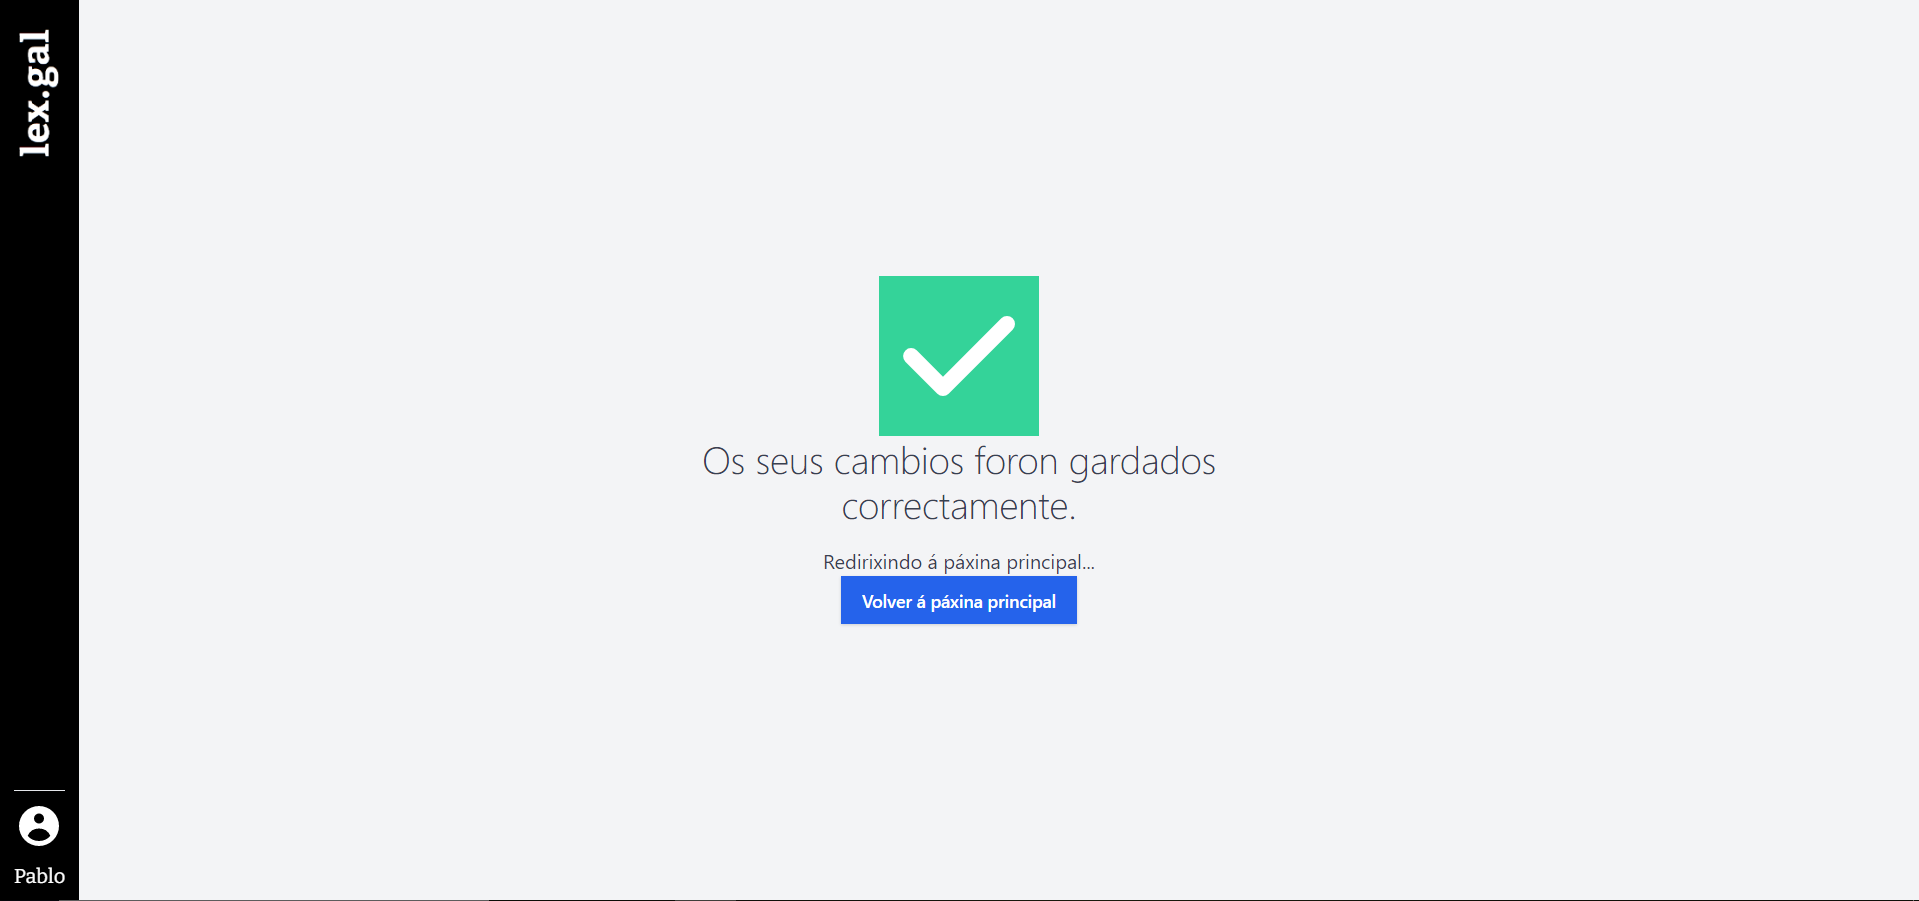 lex.gal
Os seus cambios foron gardados
correctamente.
Redirixindo á páxina principal...
Volver á páxina principal
Pablo